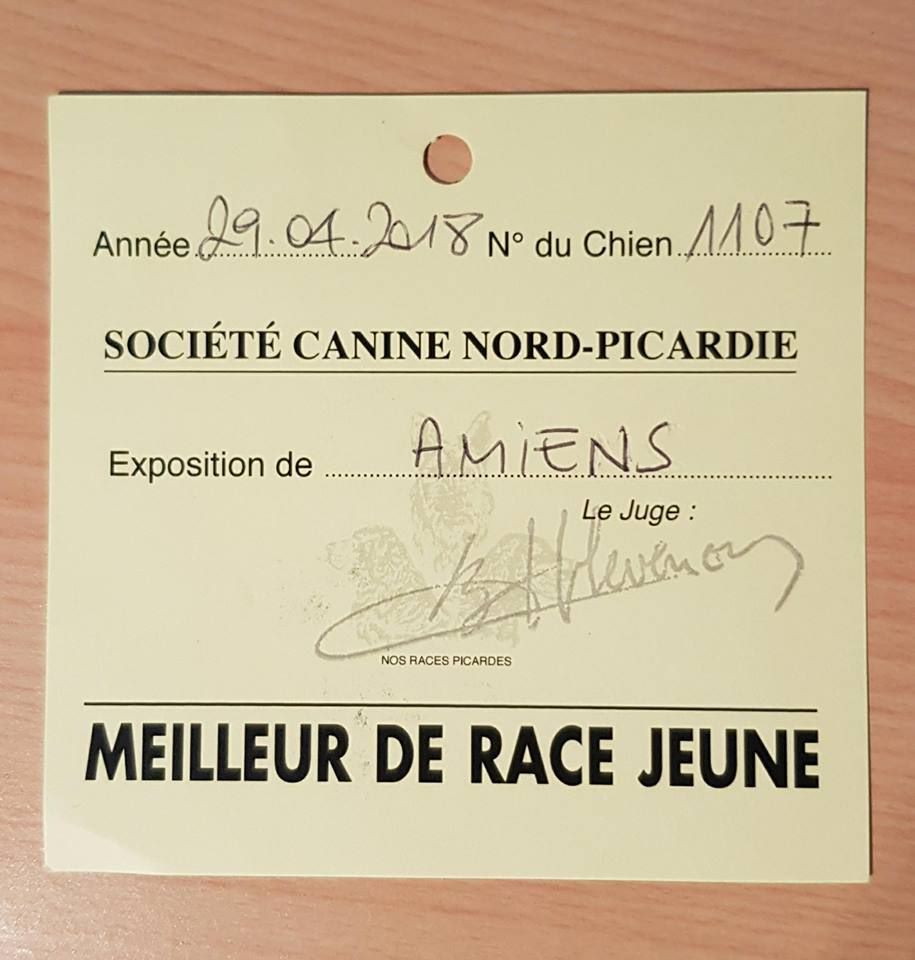 Année 29.04.2018 N° du Chien 1107
SOCIÉTÉ CANINE NORD-PICARDIE
Exposition de AMIENS
Le Juge :
NOS RACES PICARDES
MEILLEUR DE RACE JEUNE